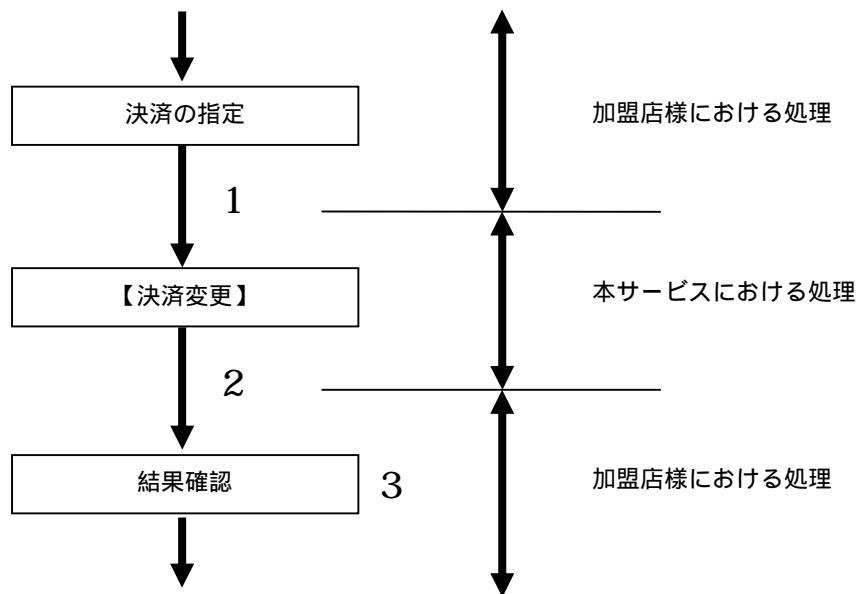 決済の指定
加盟店様における処理
1
【決済変更】
本サービスにおける処理
2
結果確認
3
加盟店様における処理